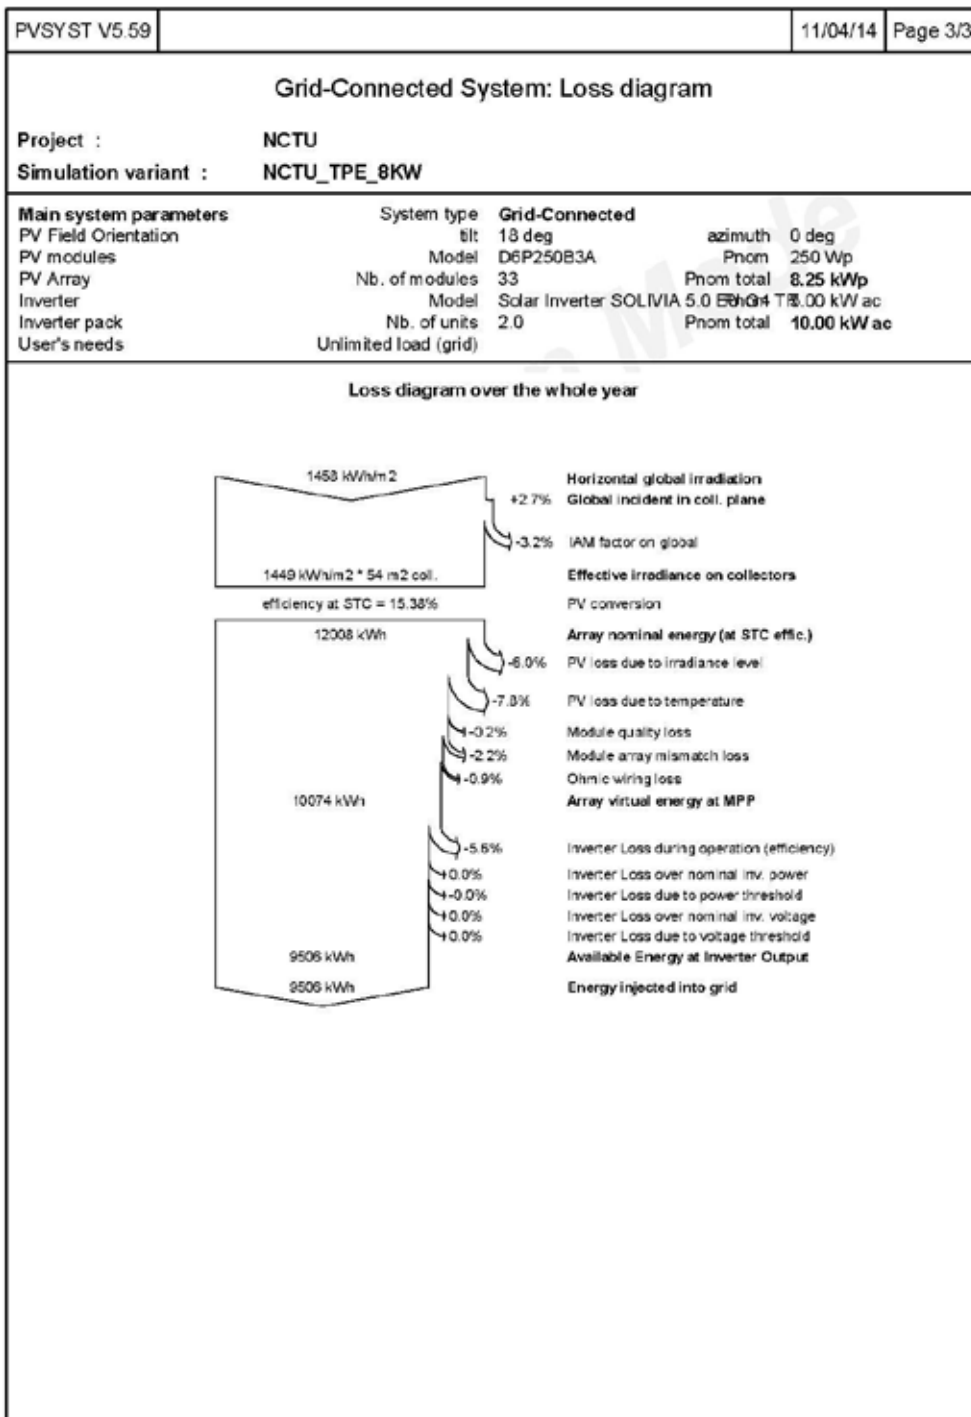 PVSYST V5.59 11/04/14 Page 3/3
Grid-Connected System: Loss diagram
Project : NCTU
Simulation variant : NCTU_TPE_8KW
Main system parameters System type Grid-Connected
PV Field Orientation tilt 18 deg azimuth 0 deg
PV modules Model D6P250B3A Pnom 250 Wp
PV Array Nb. of modules 33 Pnom total 8.25 kWp
Inverter Model Solar Inverter SOLIVIA 5.0 .00 kW ac
Inverter pack Nb. of units 2.0 Pnom total 10.00 kW ac
User's needs Unlimited load (grid)
Loss diagram over the whole year
1458 kWh/m2 Horizontal global irradiation
+2.7% Global incident in coll. plane
-3.2% IAM factor on global
1449 kWh/m2 * 54 m2 coll. Effective irradiance on collectors
efficiency at STC = 15.38% PV conversion
12008 kWh Array nominal energy (at STC effic.)
-6.0% PV loss due to irradiance level
-7.8% PV loss due to temperature
-0.2% Module quality loss
-2.2% Module array mismatch loss
-0.9% Ohmic wiring loss
10074 kWh Array virtual energy at MPP
-5.6% Inverter Loss during operation (efficiency)
0.0% Inverter Loss over nominal inv. power
-0.0% Inverter Loss due to power threshold
0.0% Inverter Loss over nominal inv. voltage
0.0% Inverter Loss due to voltage threshold
9506 kWh Available Energy at Inverter Output
9506 kWh Energy injected into grid